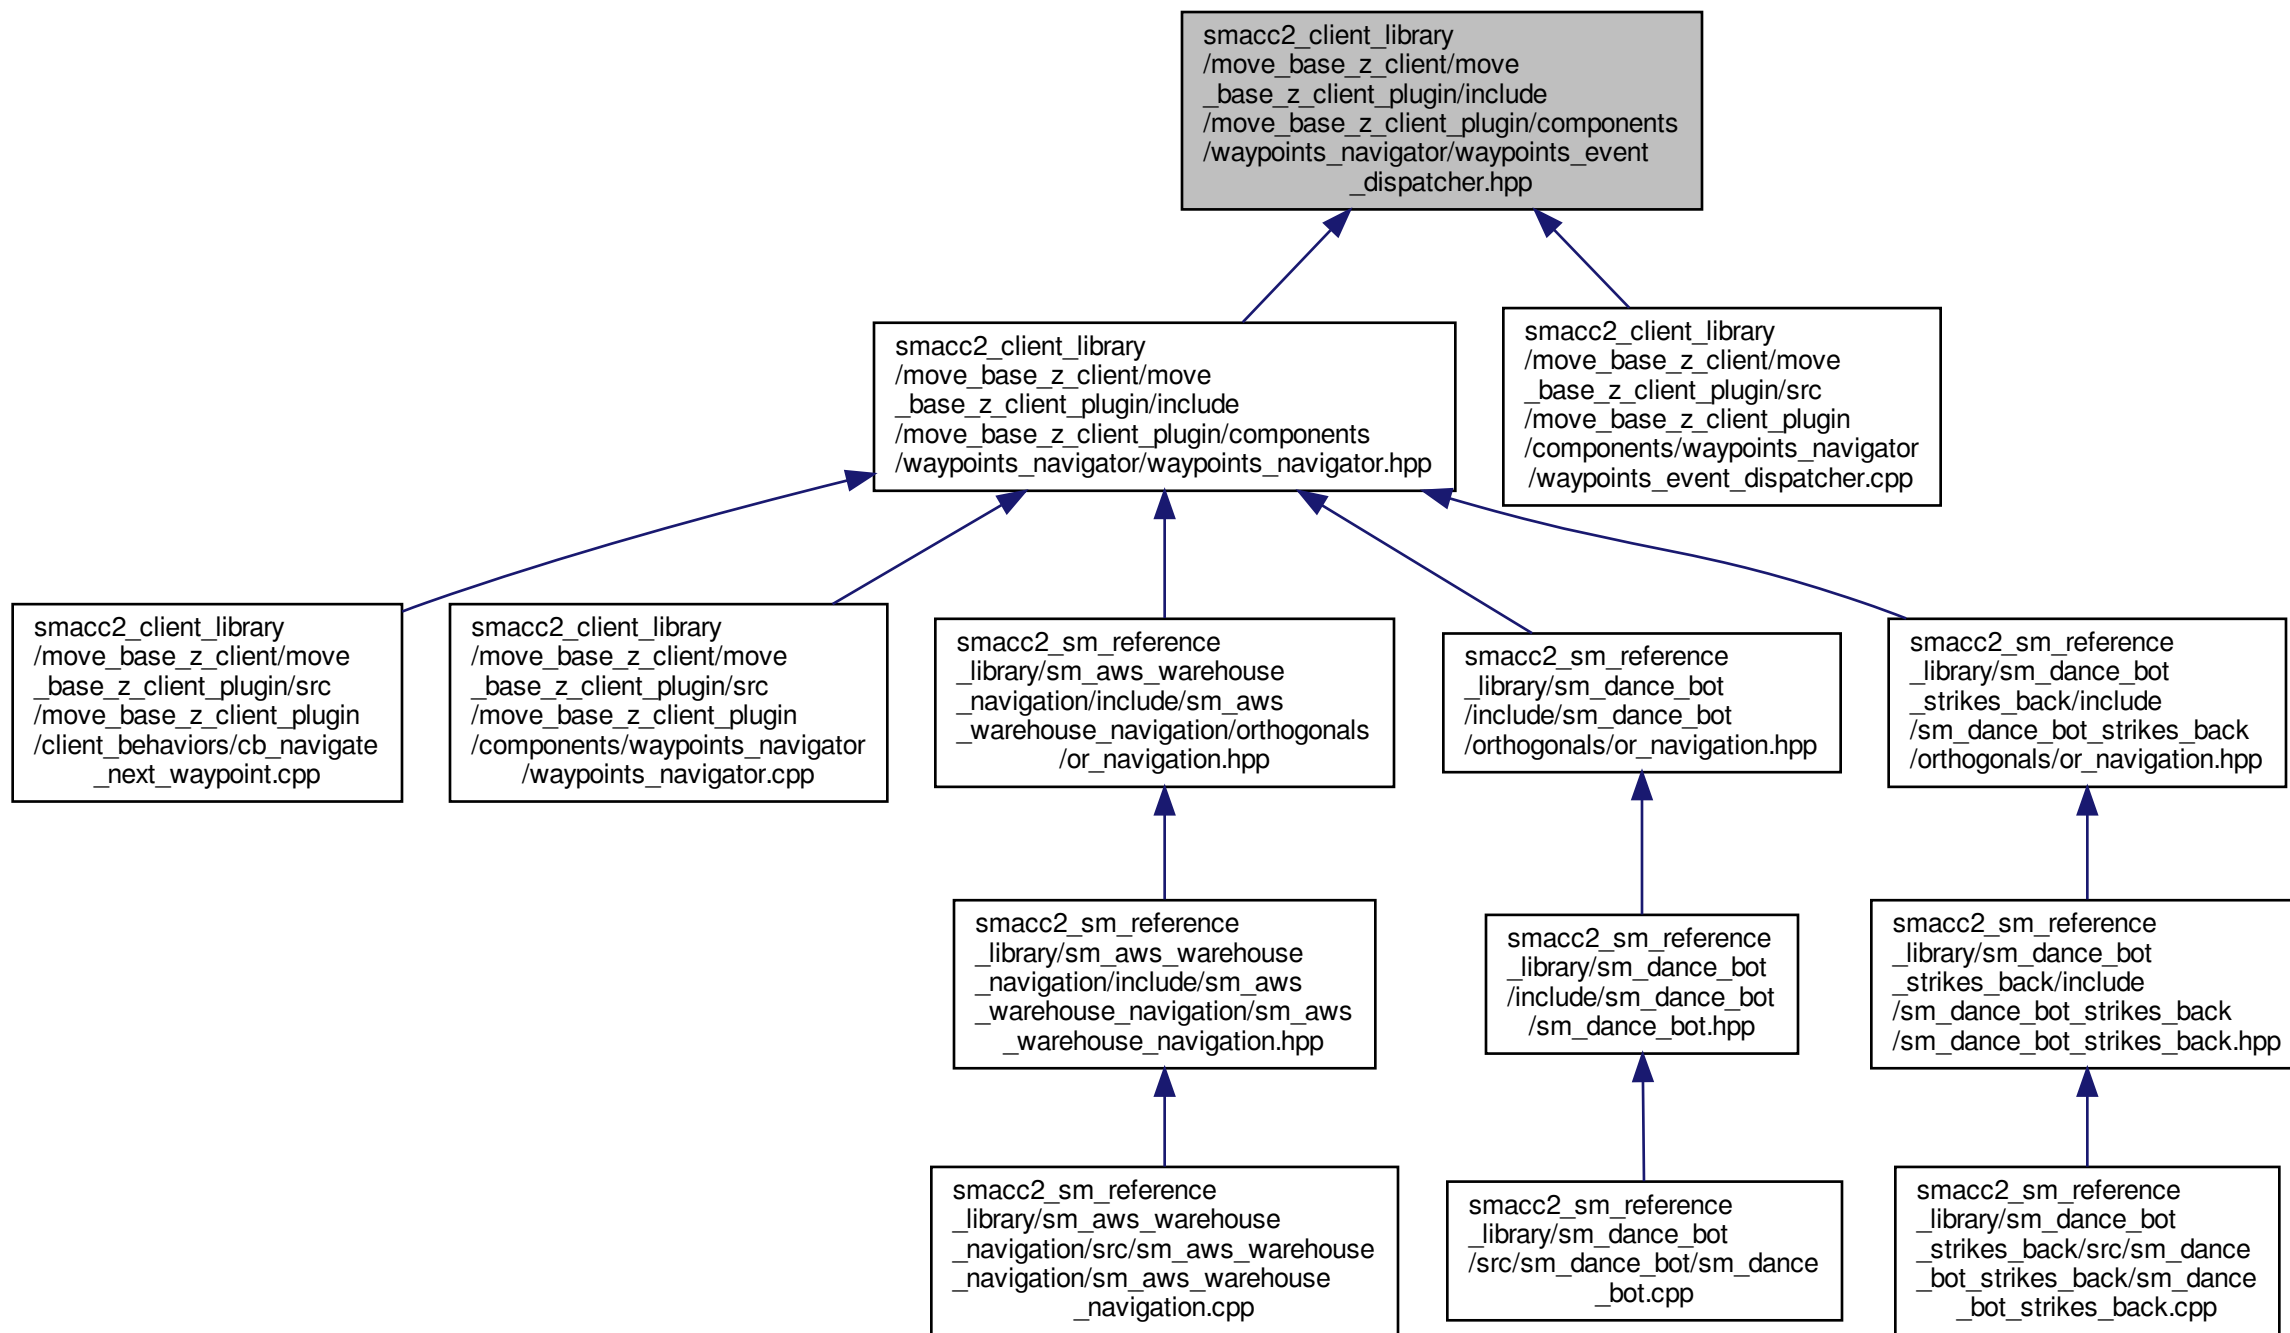 smacc2_client_library
/move_base_z_client/move
_base_z_client_plugin/include
/move_base_z_client_plugin/components
/waypoints_navigator/waypoints_event
_dispatcher.hpp
smacc2_client_library
/move_base_z_client/move
_base_z_client_plugin/include
/move_base_z_client_plugin/components
/waypoints_navigator/waypoints_navigator.hpp
smacc2_client_library
/move_base_z_client/move
_base_z_client_plugin/src
/move_base_z_client_plugin
/components/waypoints_navigator
/waypoints_event_dispatcher.cpp
smacc2_client_library
/move_base_z_client/move
_base_z_client_plugin/src
/move_base_z_client_plugin
/client_behaviors/cb_navigate
_next_waypoint.cpp
smacc2_client_library
/move_base_z_client/move
_base_z_client_plugin/src
/move_base_z_client_plugin
/components/waypoints_navigator
/waypoints_navigator.cpp
smacc2_sm_reference
_library/sm_aws_warehouse
_navigation/include/sm_aws
_warehouse_navigation/orthogonals
/or_navigation.hpp
smacc2_sm_reference
_library/sm_dance_bot
/include/sm_dance_bot
/orthogonals/or_navigation.hpp
smacc2_sm_reference
_library/sm_dance_bot
_strikes_back/include
/sm_dance_bot_strikes_back
/orthogonals/or_navigation.hpp
smacc2_sm_reference
_library/sm_aws_warehouse
_navigation/include/sm_aws
_warehouse_navigation/sm_aws
_warehouse_navigation.hpp
smacc2_sm_reference
_library/sm_dance_bot
/include/sm_dance_bot
/sm_dance_bot.hpp
smacc2_sm_reference
_library/sm_dance_bot
_strikes_back/include
/sm_dance_bot_strikes_back
/sm_dance_bot_strikes_back.hpp
smacc2_sm_reference
_library/sm_aws_warehouse
_navigation/src/sm_aws_warehouse
_navigation/sm_aws_warehouse
_navigation.cpp
smacc2_sm_reference
_library/sm_dance_bot
/src/sm_dance_bot/sm_dance
_bot.cpp
smacc2_sm_reference
_library/sm_dance_bot
_strikes_back/src/sm_dance
_bot_strikes_back/sm_dance
_bot_strikes_back.cpp